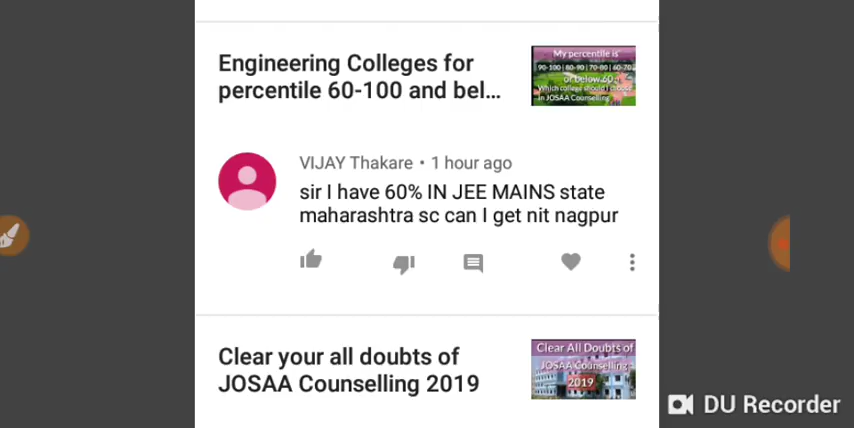 Engineering Colleges for
percentile 60-100 and bel...
My percentile is
90-100 | 80-90 | 70-80 | 60-70
or below 60
Which college should I choose
in JOSAA Counselling
VIJAY Thakare • 1 hour ago
sir I have 60% IN JEE MAINS state
maharashtra sc can I get nit nagpur
Clear your all doubts of
JOSAA Counselling 2019
Clear All Doubts of
JOSAA Counselling
2019
DU Recorder